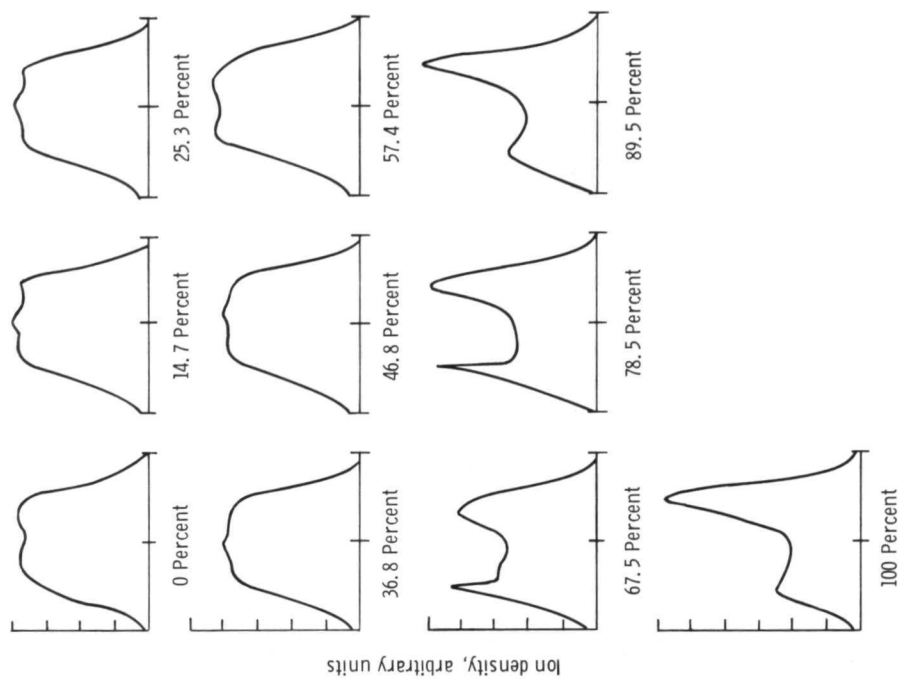 Ion density, arbitrary units
0 Percent
14.7 Percent
25.3 Percent
36.8 Percent
46.8 Percent
57.4 Percent
67.5 Percent
78.5 Percent
89.5 Percent
100 Percent